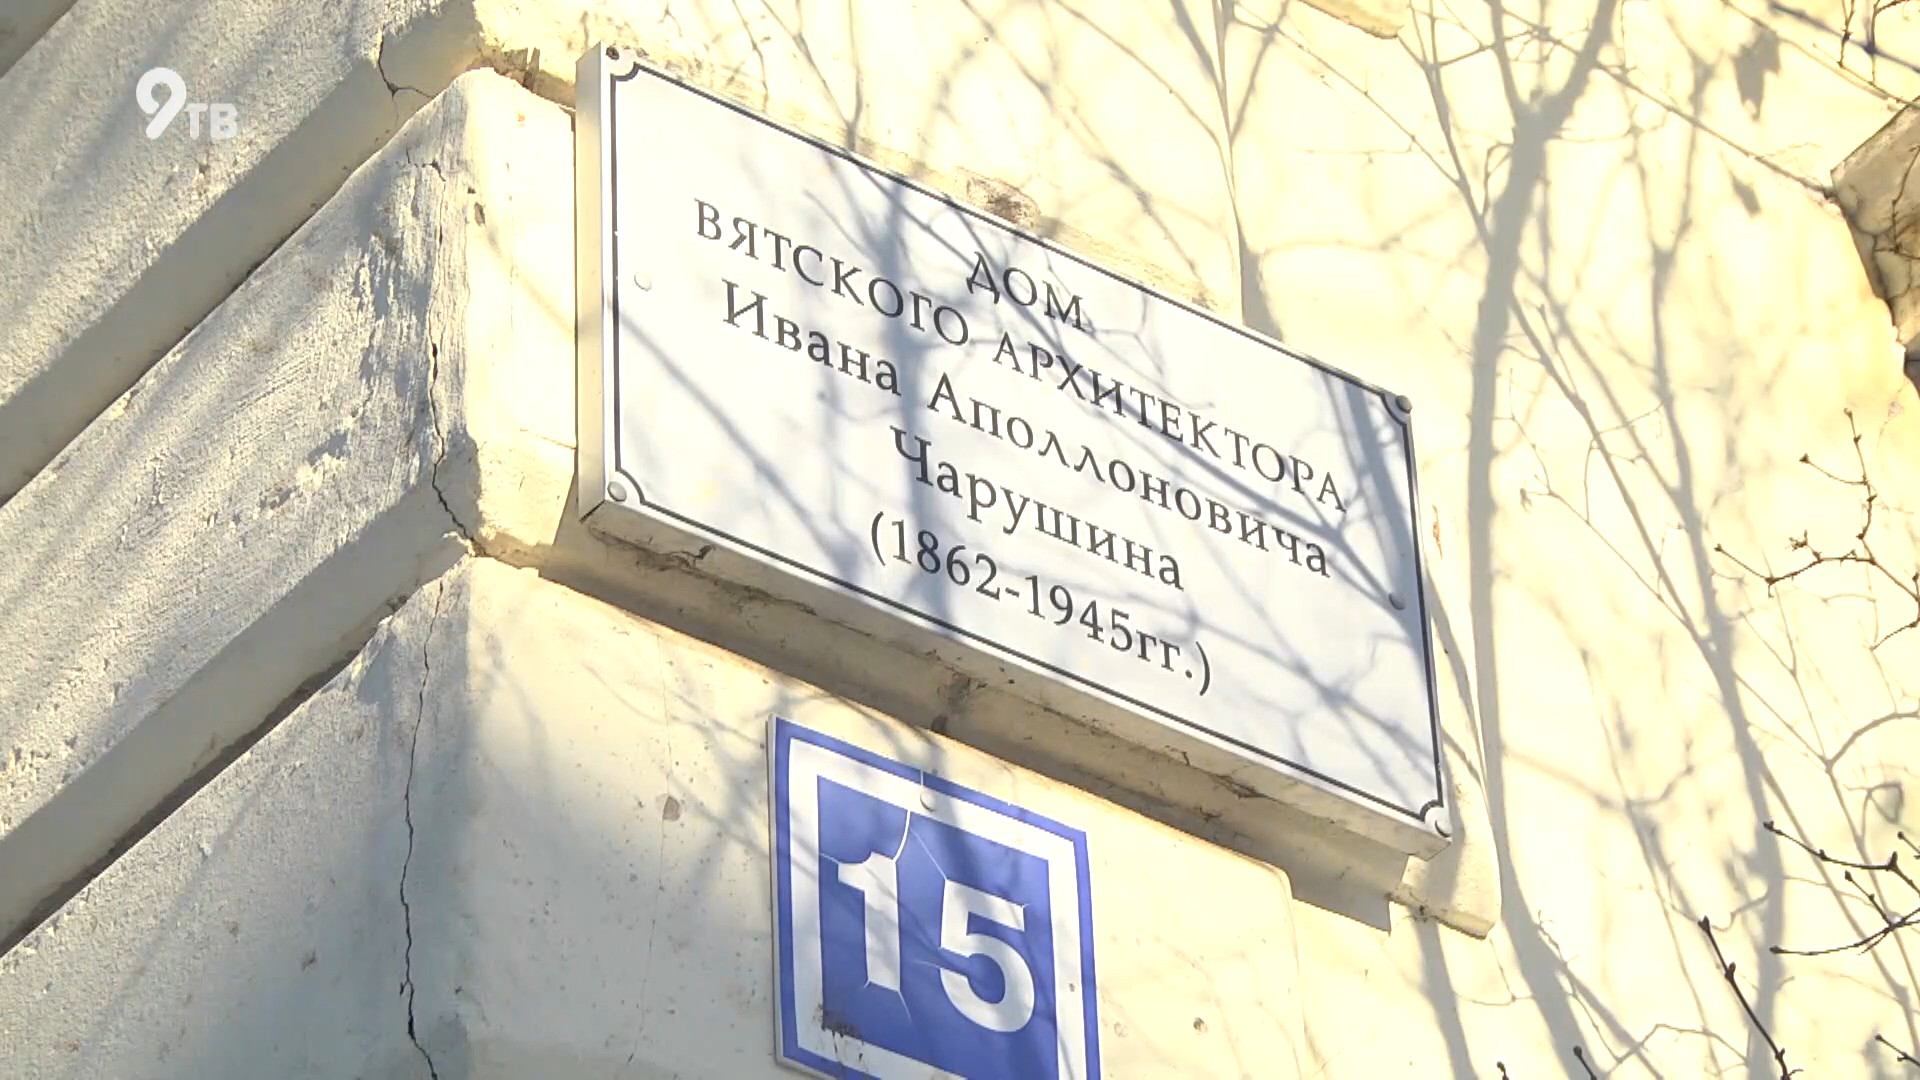 9ТВ
ДОМ
ВЯТСКОГО АРХИТЕКТОРА
Ивана Аполлоновича
Чарушина
(1862-1945гг.)
15